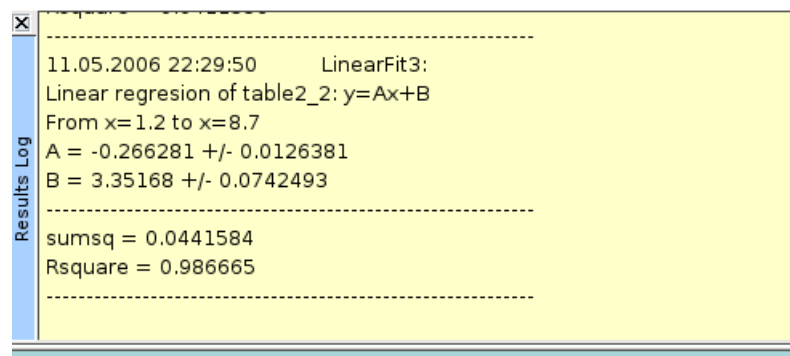 -------------------------------------------------------
11.05.2006 22:29:50 LinearFit3:
Linear regresion of table2_2: y=Ax+B
From x=1.2 to x=8.7
A = -0.266281 +/- 0.0126381
B = 3.35168 +/- 0.0742493
-------------------------------------------------------
sumsq = 0.0441584
Rsquare = 0.986665
-------------------------------------------------------
Results Log